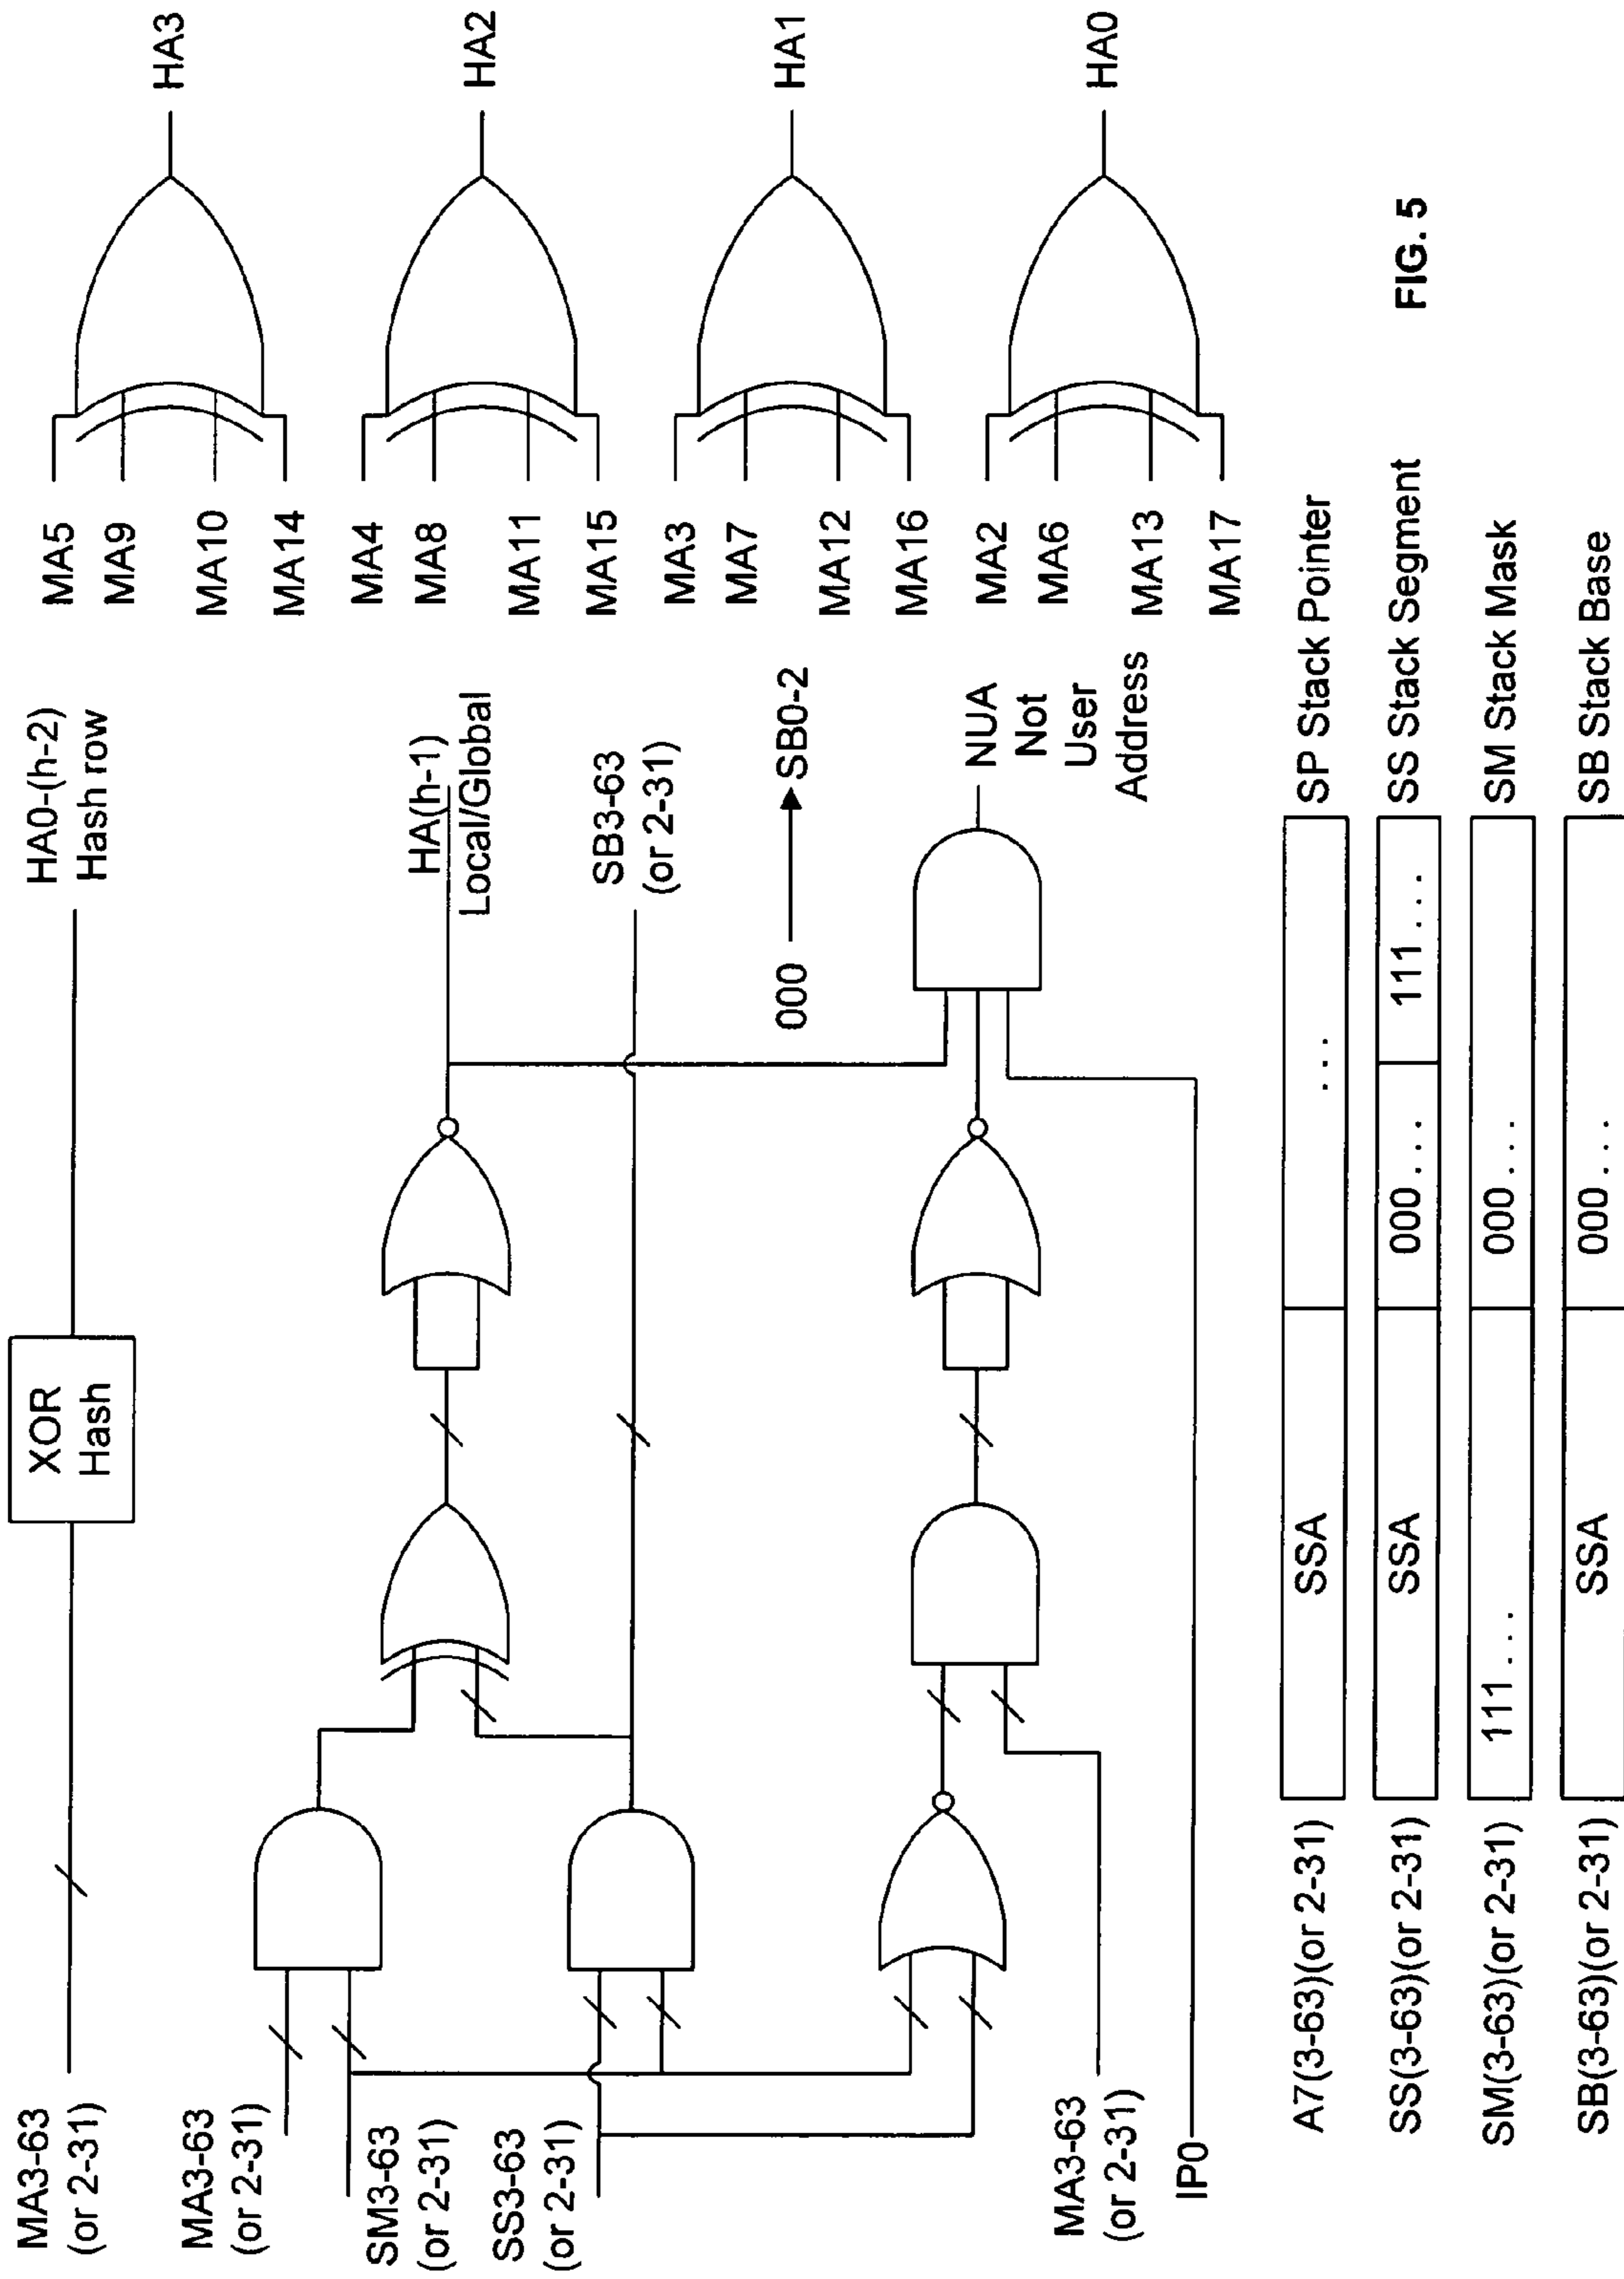 MA3-63
(or 2-31)
XOR
Hash
HA0-(h-2)
Hash row
MA3-63
(or 2-31)
SM3-63
(or 2-31)
SS3-63
(or 2-31)
HA(h-1)
Local/Global
SB3-63
(or 2-31)
000
SB0-2
MA3-63
(or 2-31)
IP0
NUA
Not
User
Address
MA5
MA9
MA10
MA14
HA3
MA4
MA8
MA11
MA15
HA2
MA3
MA7
MA12
MA16
HA1
MA2
MA6
MA13
MA17
HA0
A7(3-63)(or 2-31) SSA ... SP Stack Pointer
SS(3-63)(or 2-31) SSA 000... 111... SS Stack Segment
SM(3-63)(or 2-31) 111... 000... SM Stack Mask
SB(3-63)(or 2-31) SSA 000... SB Stack Base
FIG. 5